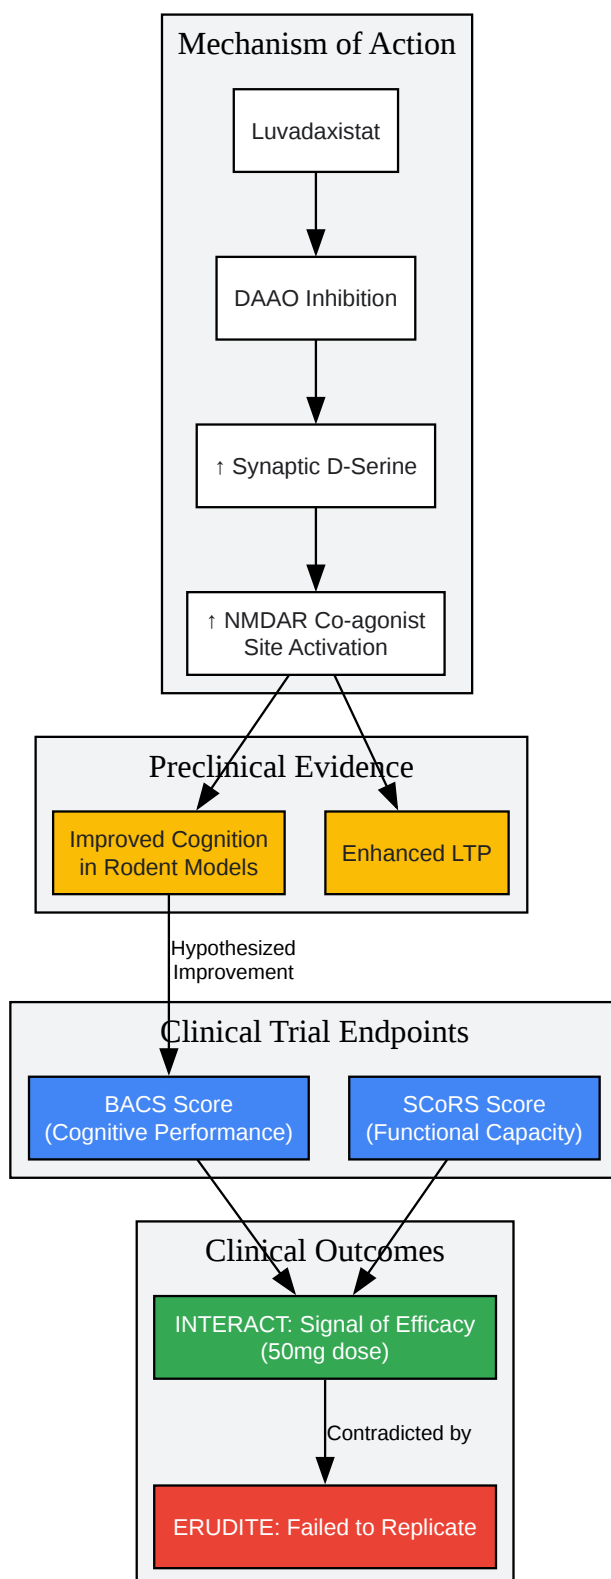 Mechanism of Action
Luvadaxistat
DAAO Inhibition
↑ Synaptic D-Serine
↑ NMDAR Co-agonist
Site Activation
Preclinical Evidence
Improved Cognition
in Rodent Models
Enhanced LTP
Hypothesized
Improvement
Clinical Trial Endpoints
BACS Score
(Cognitive Performance)
SCoRS Score
(Functional Capacity)
Clinical Outcomes
INTERACT: Signal of Efficacy
(50mg dose)
Contradicted by
ERUDITE: Failed to Replicate